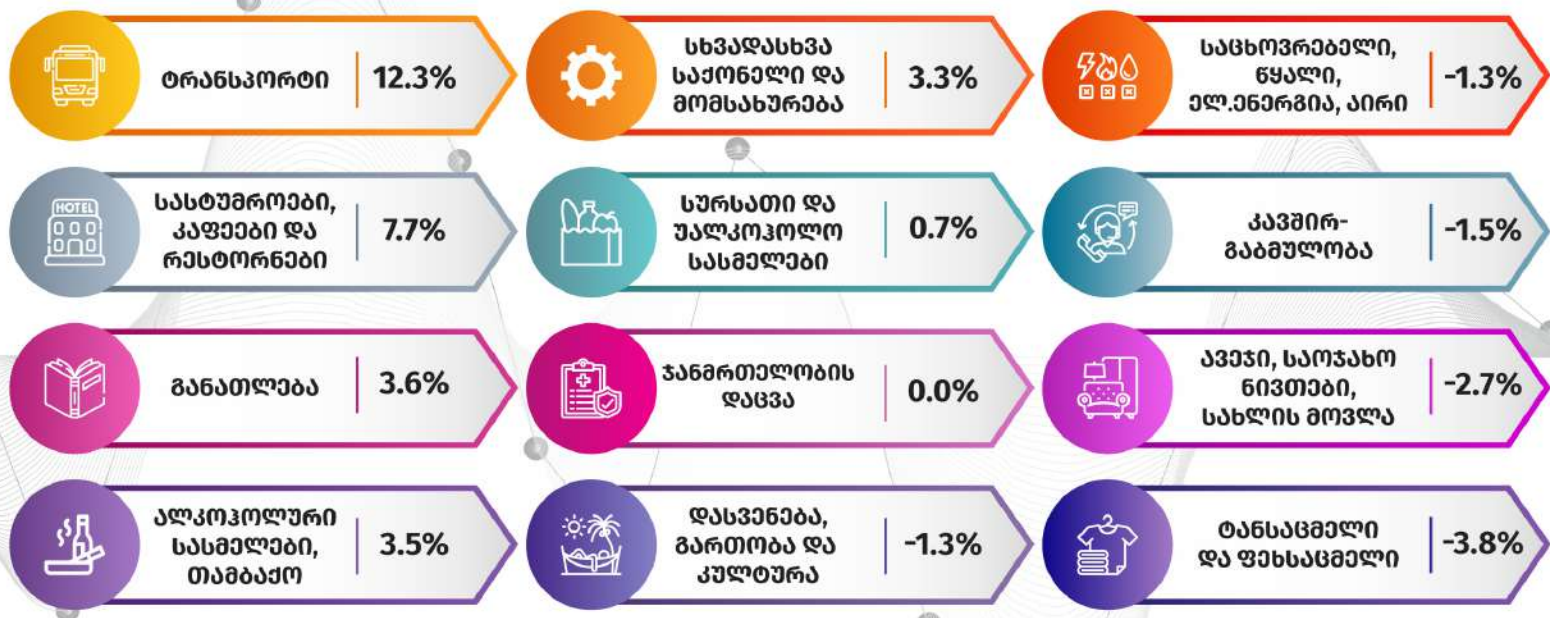 ტრანსპორტი
12.3%
სხვადასხვა
საქონელი და
მომსახურება
3.3%
საცხოვრებელი,
წყალი,
ელ.ენერგია, აირი
-1.3%
HOTEL
სასტუმროები,
კაფეები და
რესტორნები
7.7%
სურსათი და
უალკოჰოლო
სასმელები
0.7%
კავშირ-
გაბმულობა
-1.5%
განათლება
3.6%
ჯანმრთელობის
დაცვა
0.0%
ავეჯი, საოჯახო
ნივთები,
სახლის მოვლა
-2.7%
ალკოჰოლური
სასმელები,
თამბაქო
3.5%
დასვენება,
გართობა და
კულტურა
-1.3%
ტანსაცმელი
და ფეხსაცმელი
-3.8%